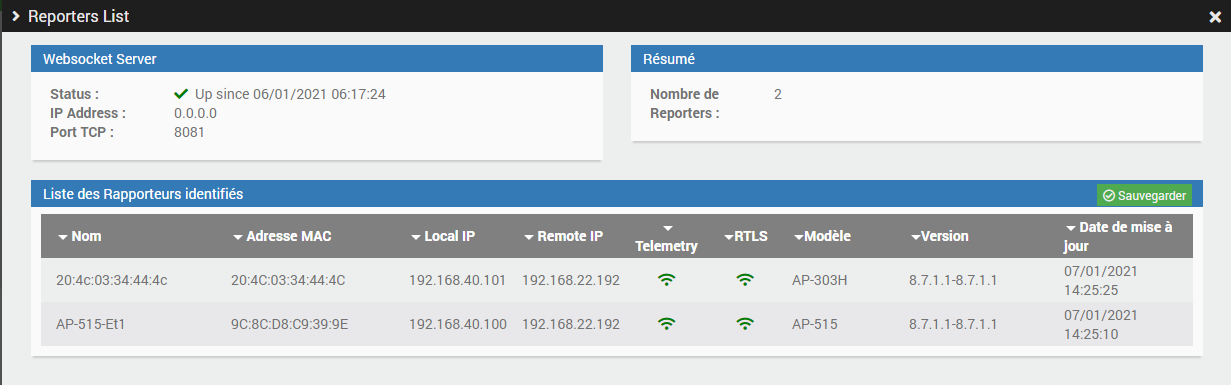 Reporters List
Websocket Server
Status : Up since 06/01/2021 06:17:24
IP Address : 0.0.0.0
Port TCP : 8081
Résumé
Nombre de Reporters : 2
Liste des Rapporteurs identifiés Sauvegarder
Nom Adresse MAC Local IP Remote IP Telemetry RTLS Modèle Version Date de mise à jour
20:4c:03:34:44:4c 20:4C:03:34:44:4C 192.168.40.101 192.168.22.192 AP-303H 8.7.1.1-8.7.1.1 07/01/2021 14:25:25
AP-515-Et1 9C:8C:D8:C9:39:9E 192.168.40.100 192.168.22.192 AP-515 8.7.1.1-8.7.1.1 07/01/2021 14:25:10